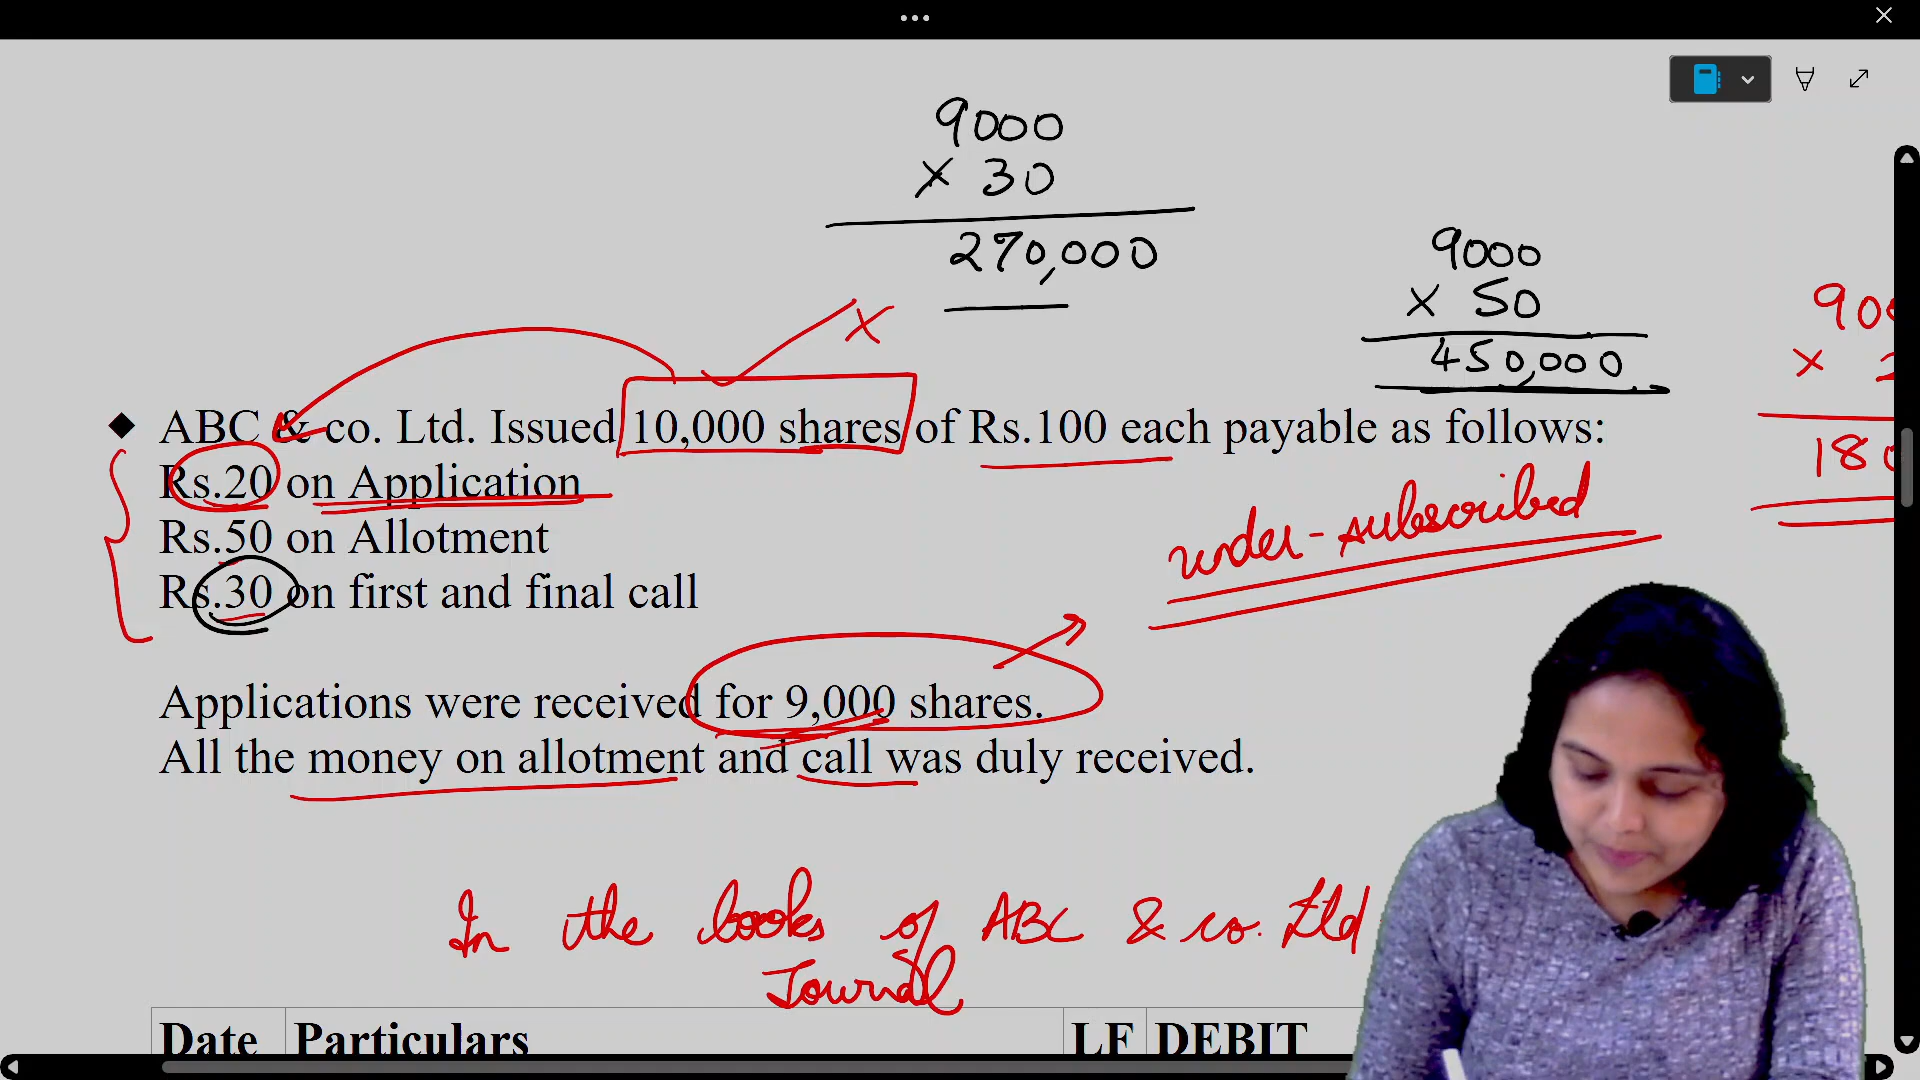 9000
× 30
270,000
9000
× 50
450,000
900
× 2
180
X
◆ ABC & co. Ltd. Issued 10,000 shares of Rs.100 each payable as follows:
Rs.20 on Application
Rs.50 on Allotment
Rs.30 on first and final call
under-subscribed
Applications were received for 9,000 shares.
All the money on allotment and call was duly received.
In the books of ABC & co. Ltd
Journal
Date Particulars LF DEBIT